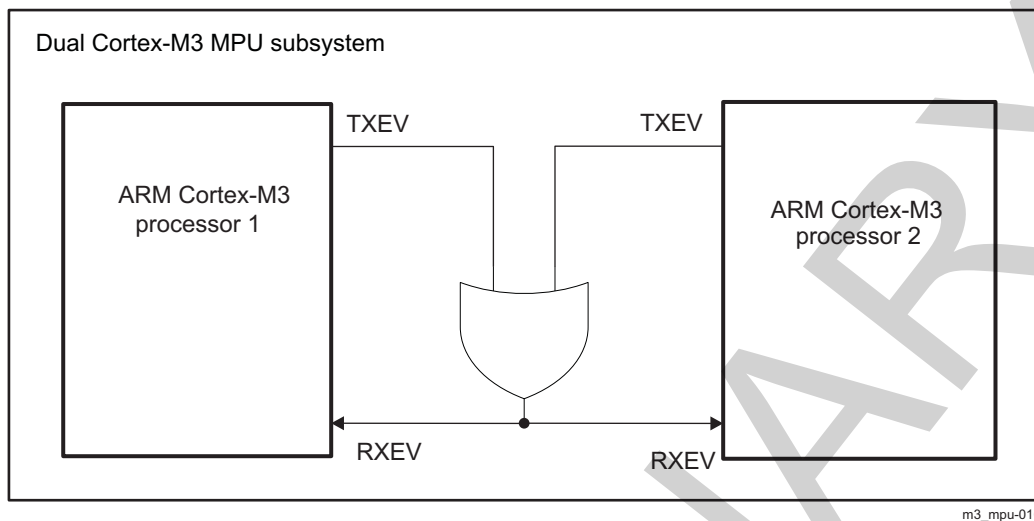 Dual Cortex-M3 MPU subsystem
TXEV
TXEV
ARM Cortex-M3
processor 1
ARM Cortex-M3
processor 2
RXEV
RXEV
m3_mpu-01